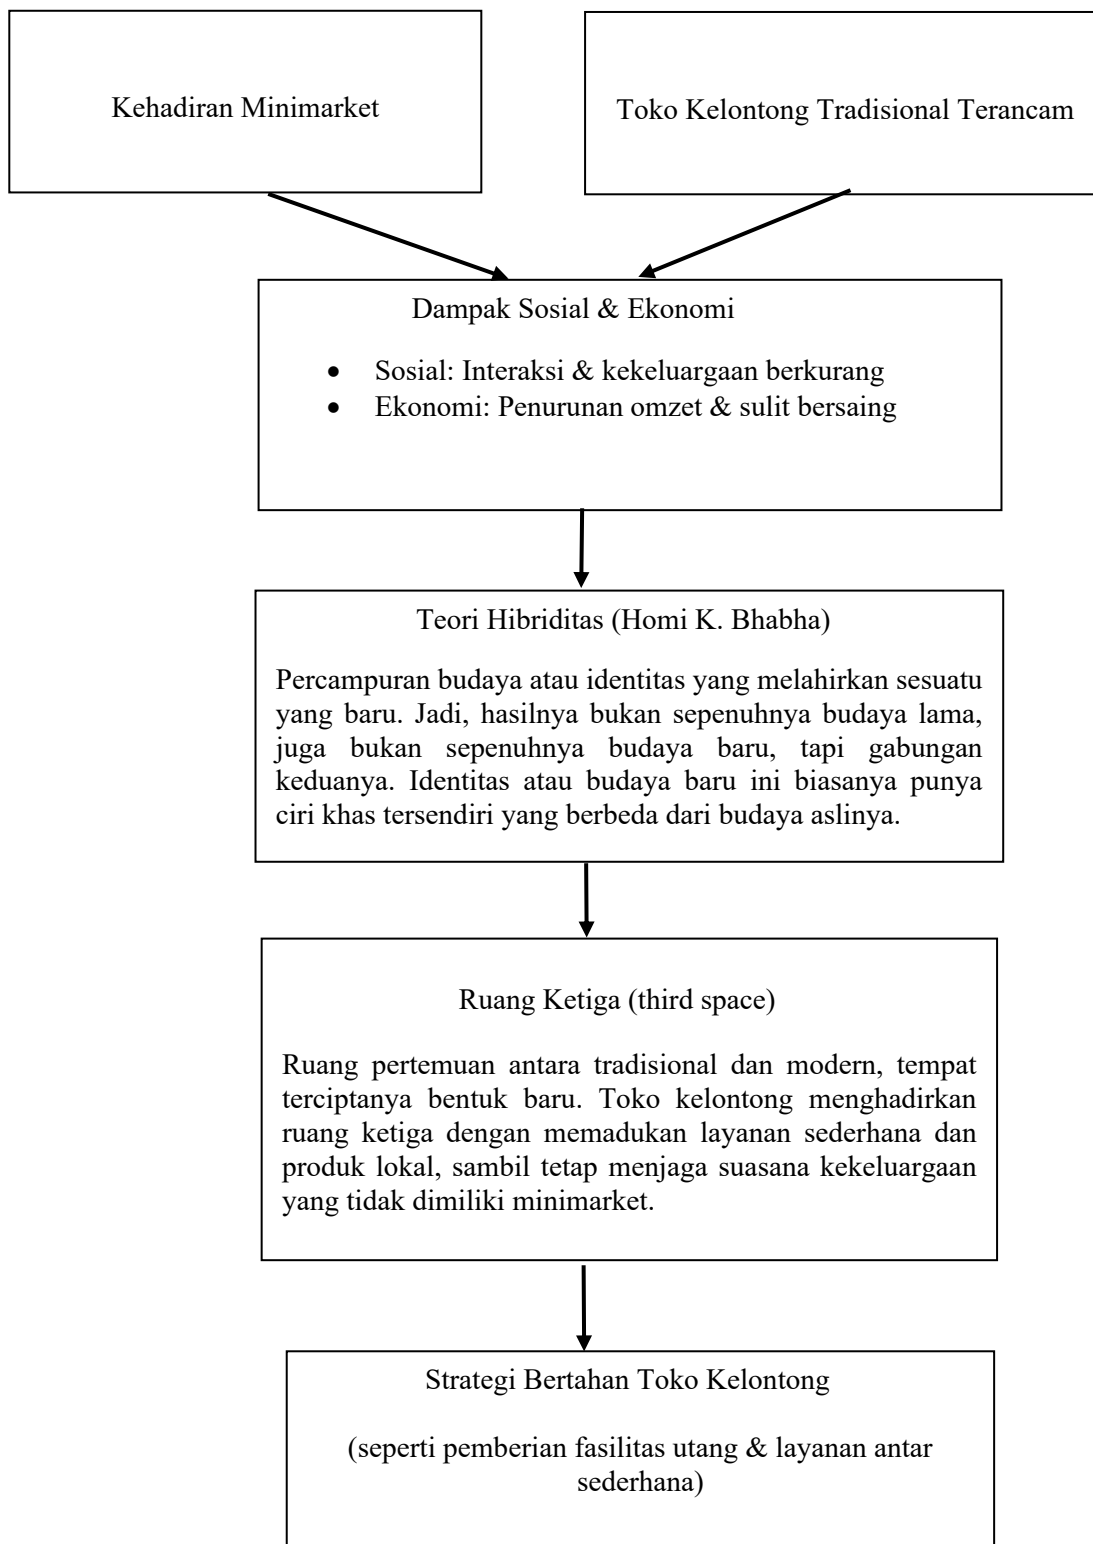 Kehadiran Minimarket
Toko Kelontong Tradisional Terancam
Dampak Sosial & Ekonomi
• Sosial: Interaksi & kekeluargaan berkurang
• Ekonomi: Penurunan omzet & sulit bersaing
Teori Hibriditas (Homi K. Bhabha)
Percampuran budaya atau identitas yang melahirkan sesuatu
yang baru. Jadi, hasilnya bukan sepenuhnya budaya lama,
juga bukan sepenuhnya budaya baru, tapi gabungan
keduanya. Identitas atau budaya baru ini biasanya punya
ciri khas tersendiri yang berbeda dari budaya aslinya.
Ruang Ketiga (third space)
Ruang pertemuan antara tradisional dan modern, tempat
terciptanya bentuk baru. Toko kelontong menghadirkan
ruang ketiga dengan memadukan layanan sederhana dan
produk lokal, sambil tetap menjaga suasana kekeluargaan
yang tidak dimiliki minimarket.
Strategi Bertahan Toko Kelontong
(seperti pemberian fasilitas utang & layanan antar
sederhana)